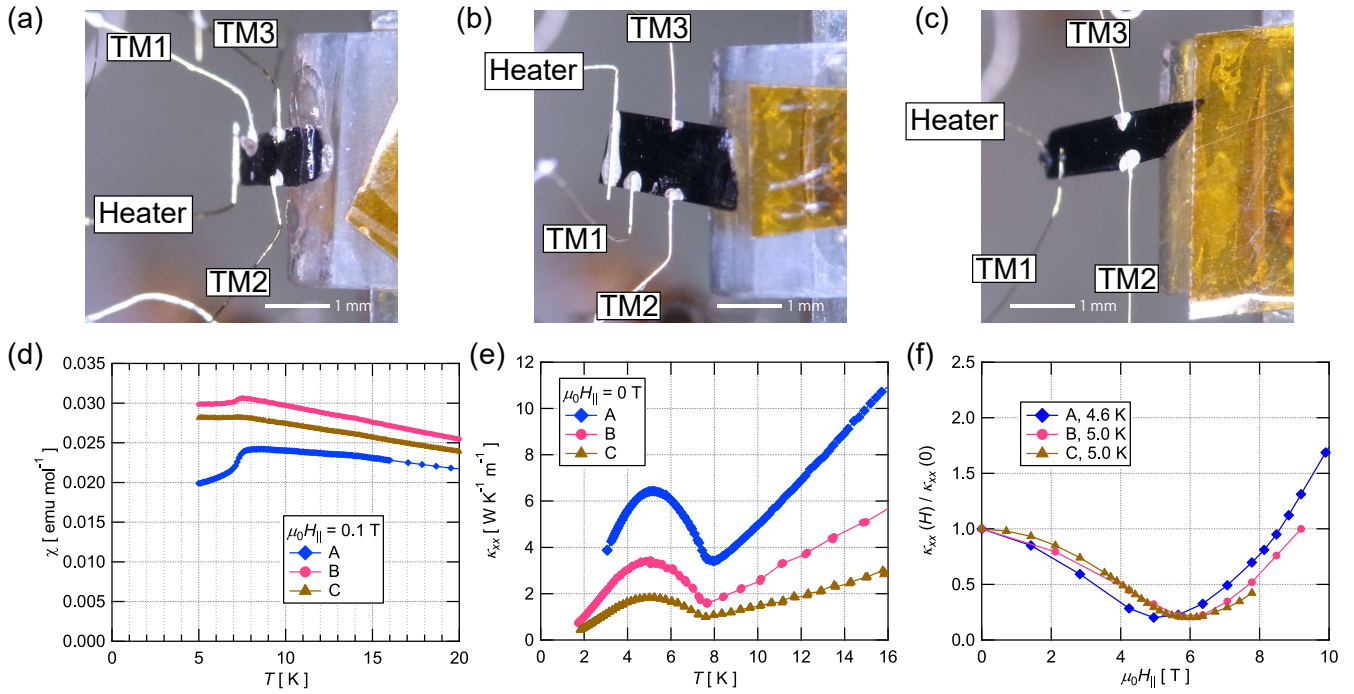 (a)
TM1
TM3
Heater
TM2
1 mm
(b)
TM3
Heater
TM1
TM2
1 mm
(c)
TM3
Heater
TM1
TM2
1 mm
(d)
χ [ emu mol⁻¹ ]
0.035
0.030
0.025
0.020
0.015
0.010
0.005
0.000
μ₀H|| = 0.1 T
A
B
C
0 5 10 15 20
T [ K ]
(e)
κxx [ W K⁻¹ m⁻¹ ]
12
10
8
6
4
2
0
μ₀H|| = 0 T
A
B
C
0 2 4 6 8 10 12 14 16
T [ K ]
(f)
κxx (H) / κxx (0)
2.5
2.0
1.5
1.0
0.5
0.0
A, 4.6 K
B, 5.0 K
C, 5.0 K
0 2 4 6 8 10
μ₀H|| [ T ]